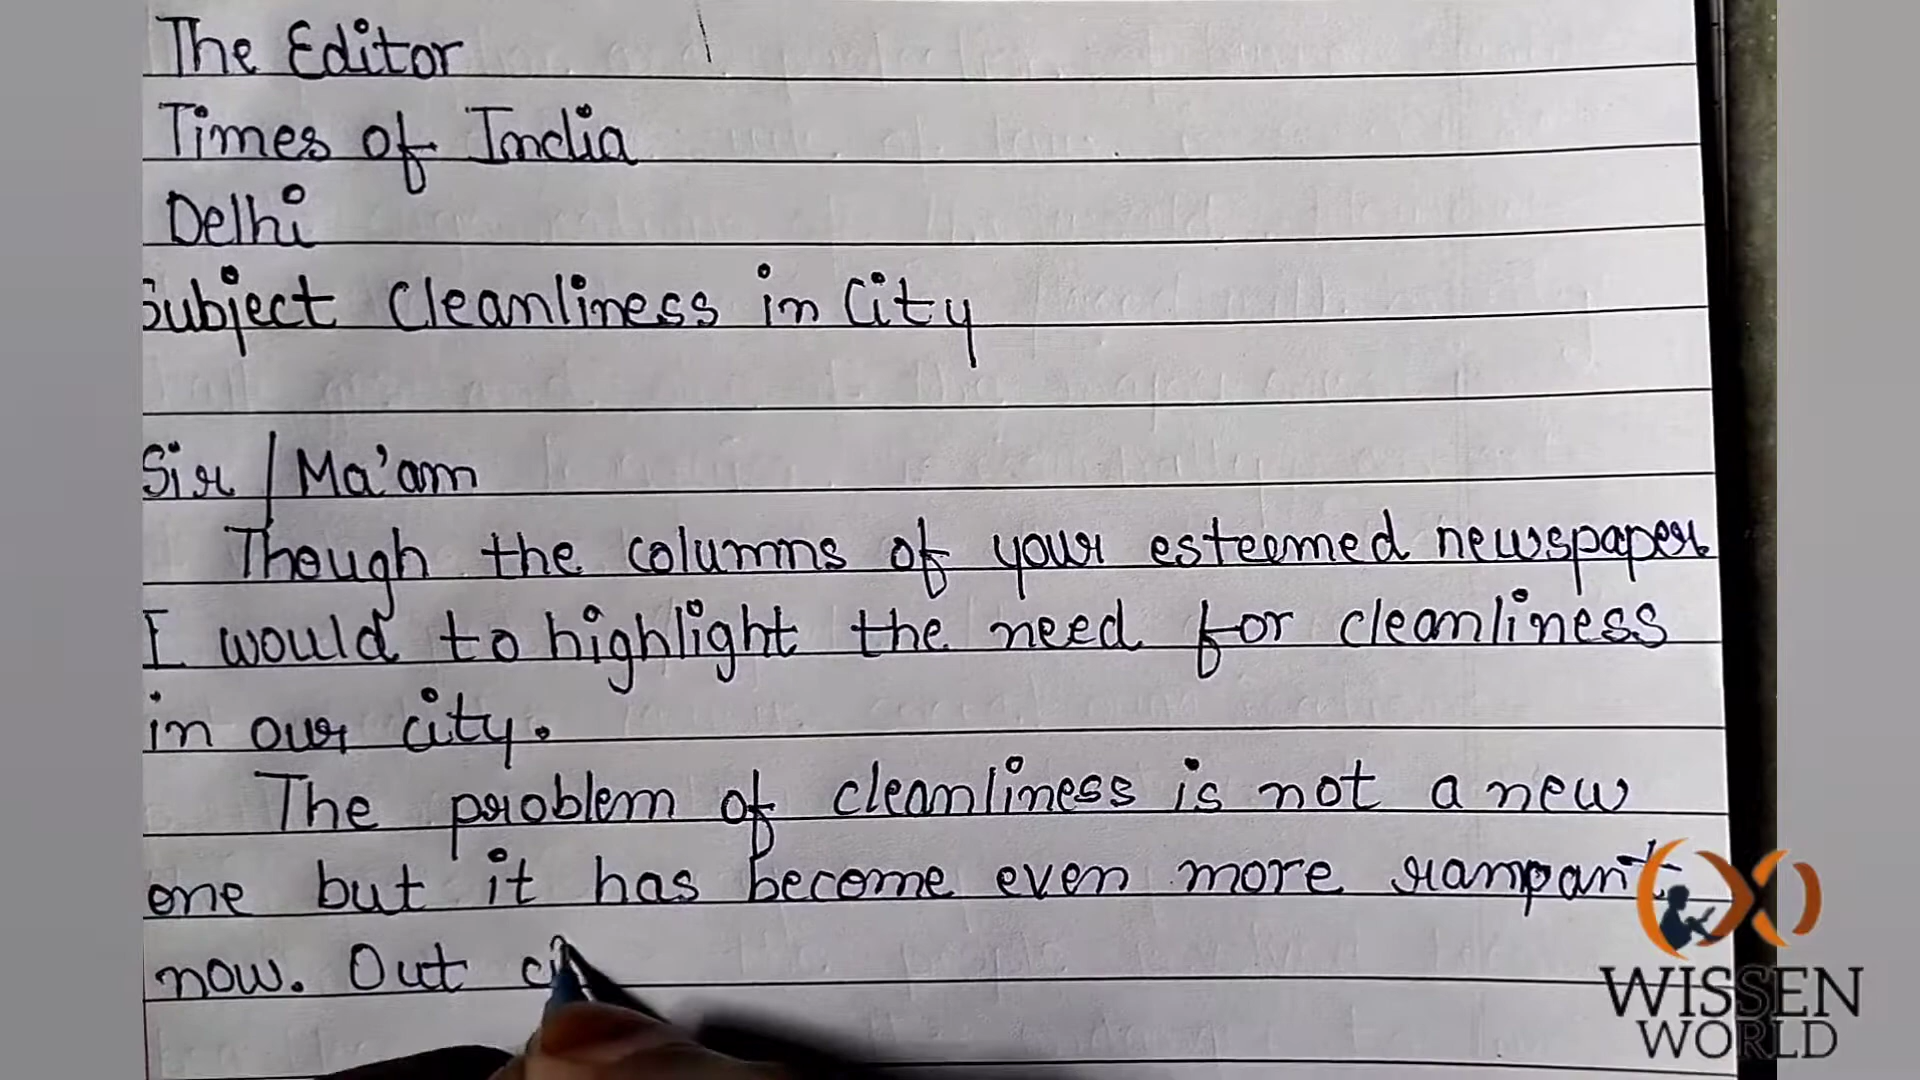 The Editor
Times of India
Delhi
Subject Cleanliness in City
Sir / Ma'am
Though the columns of your esteemed newspaper
I would to highlight the need for cleanliness
in our city.
The problem of cleanliness is not a new
one but it has become even more rampant
now. Out ci
WISSEN
WORLD